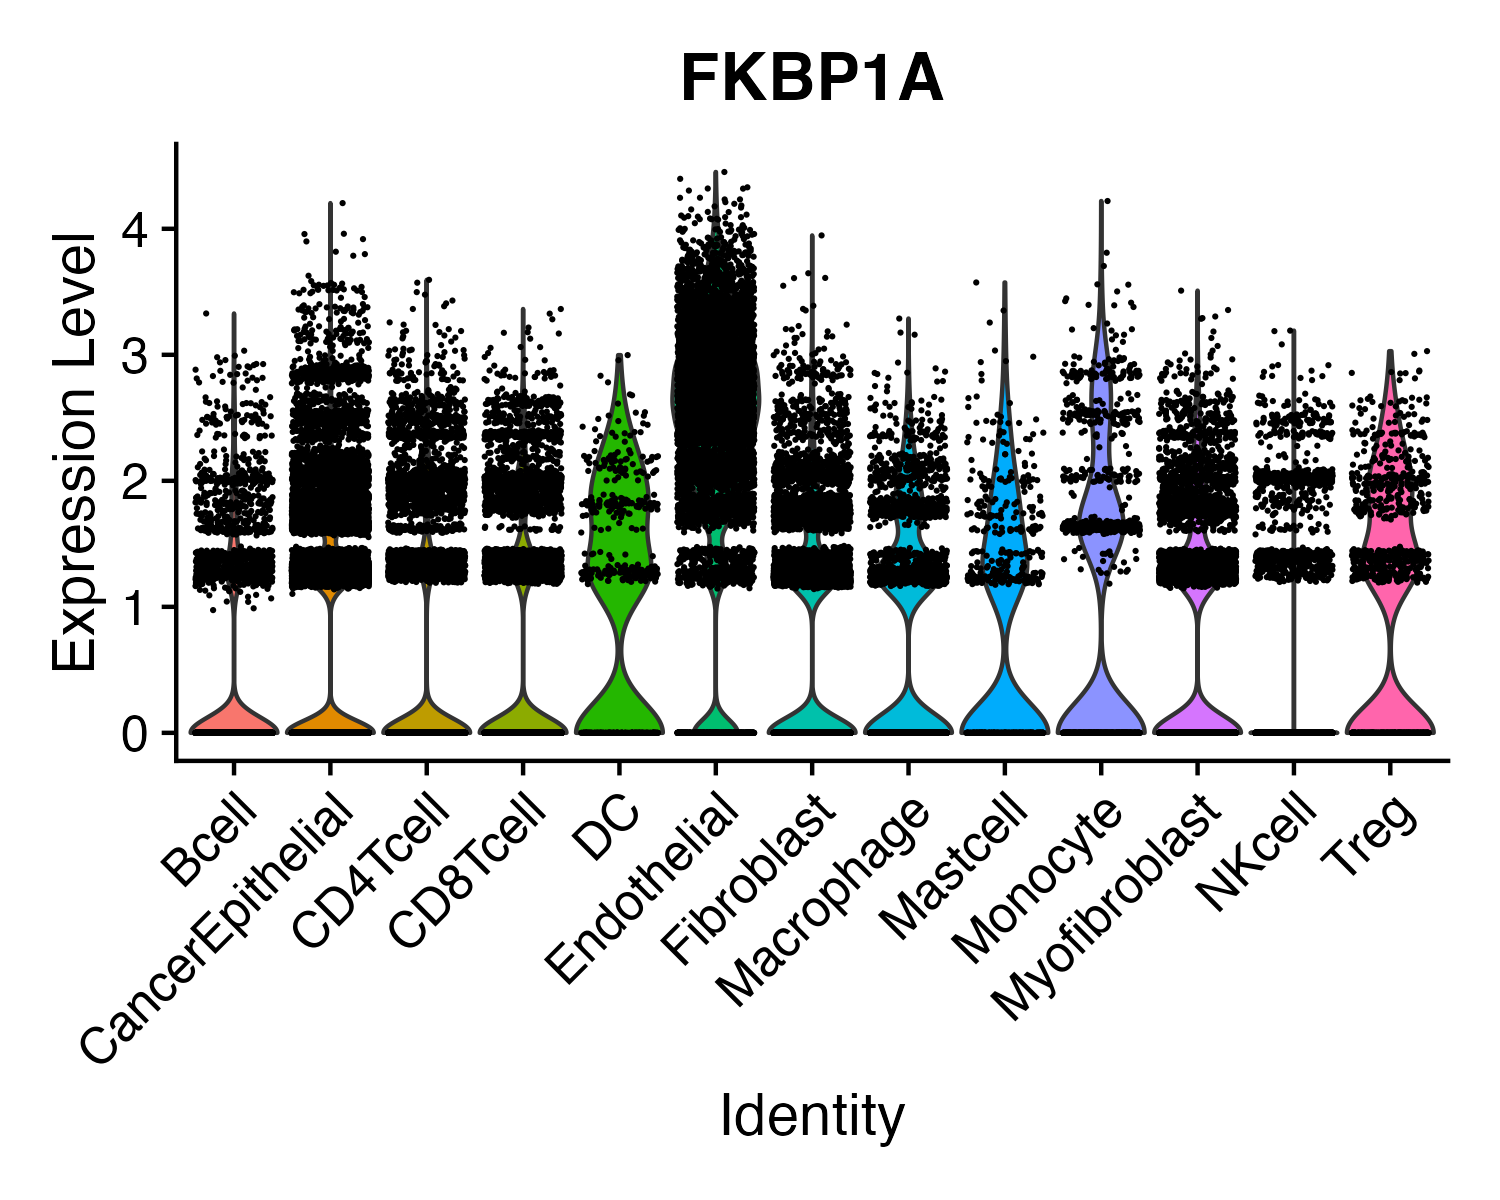 FKBP1A
Expression Level
4
3
2
1
0
Bcell
CancerEpithelial
CD4Tcell
CD8Tcell
DC
Endothelial
Fibroblast
Macrophage
Mastcell
Monocyte
Myofibroblast
NKcell
Treg
Identity